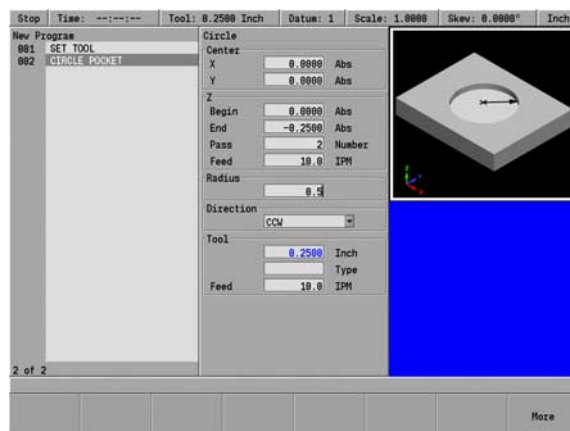 Stop Time: --:--:-- Tool: 0.2500 Inch Datum: 1 Scale: 1.0000 Skew: 0.0000° Inch
New Program
001 SET TOOL
002 CIRCLE POCKET
2 of 2
Circle
Center
X 0.0000 Abs
Y 0.0000 Abs
Z
Begin 0.0000 Abs
End -0.2500 Abs
Pass 2 Number
Feed 10.0 IPM
Radius
0.5
Direction
CCW
Tool
0.2500 Inch
Type
Feed 10.0 IPM
More